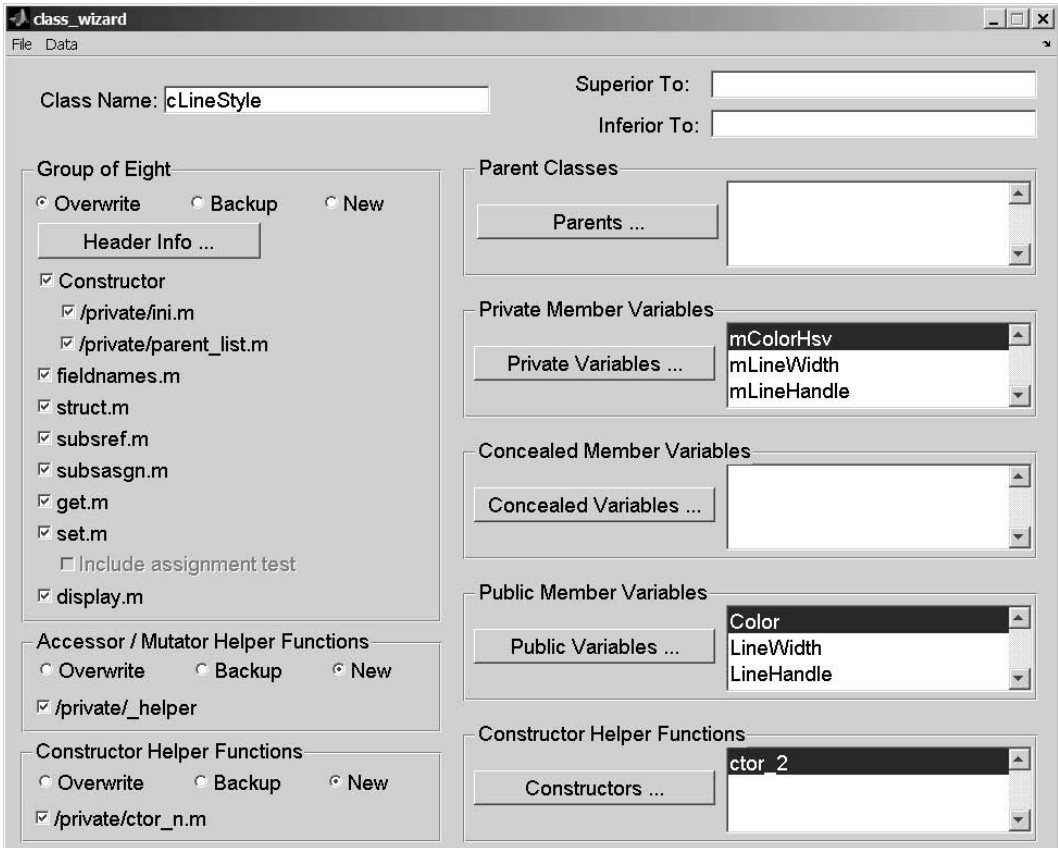 class_wizard
File Data
Class Name: cLineStyle
Superior To:
Inferior To:
Group of Eight
Overwrite Backup New
Header Info ...
Constructor
/private/ini.m
/private/parent_list.m
fieldnames.m
struct.m
subsref.m
subsasgn.m
get.m
set.m
Include assignment test
display.m
Accessor / Mutator Helper Functions
Overwrite Backup New
/private/_helper
Constructor Helper Functions
Overwrite Backup New
/private/ctor_n.m
Parent Classes
Parents ...
Private Member Variables
Private Variables ...
mColorHsv
mLineWidth
mLineHandle
Concealed Member Variables
Concealed Variables ...
Public Member Variables
Public Variables ...
Color
LineWidth
LineHandle
Constructor Helper Functions
Constructors ...
ctor_2